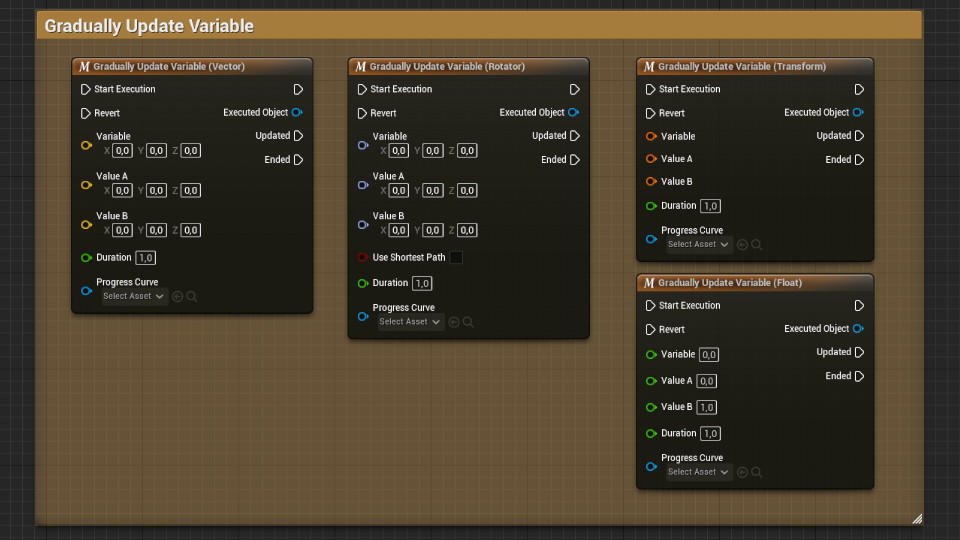 Gradually Update Variable
M Gradually Update Variable (Vector)
Start Execution
Revert Executed Object
Variable Updated
X 0,0 Y 0,0 Z 0,0
Ended
Value A
X 0,0 Y 0,0 Z 0,0
Value B
X 0,0 Y 0,0 Z 0,0
Duration 1,0
Progress Curve
Select Asset
M Gradually Update Variable (Rotator)
Start Execution
Revert Executed Object
Variable Updated
X 0,0 Y 0,0 Z 0,0
Ended
Value A
X 0,0 Y 0,0 Z 0,0
Value B
X 0,0 Y 0,0 Z 0,0
Use Shortest Path
Duration 1,0
Progress Curve
Select Asset
M Gradually Update Variable (Transform)
Start Execution
Revert Executed Object
Variable Updated
Value A Ended
Value B
Duration 1,0
Progress Curve
Select Asset
M Gradually Update Variable (Float)
Start Execution
Revert Executed Object
Variable 0,0 Updated
Value A 0,0 Ended
Value B 1,0
Duration 1,0
Progress Curve
Select Asset